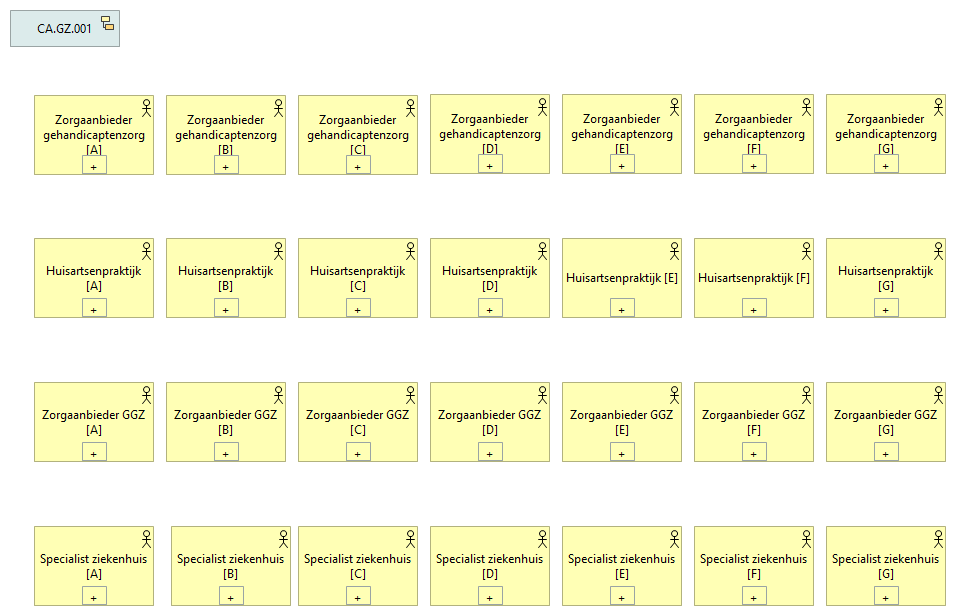 CA.GZ.001
Zorgaanbieder
gehandicaptenzorg
[A]
+
Zorgaanbieder
gehandicaptenzorg
[B]
+
Zorgaanbieder
gehandicaptenzorg
[C]
+
Zorgaanbieder
gehandicaptenzorg
[D]
+
Zorgaanbieder
gehandicaptenzorg
[E]
+
Zorgaanbieder
gehandicaptenzorg
[F]
+
Zorgaanbieder
gehandicaptenzorg
[G]
+
Huisartsenpraktijk
[A]
+
Huisartsenpraktijk
[B]
+
Huisartsenpraktijk
[C]
+
Huisartsenpraktijk
[D]
+
Huisartsenpraktijk [E]
+
Huisartsenpraktijk [F]
+
Huisartsenpraktijk
[G]
+
Zorgaanbieder GGZ
[A]
+
Zorgaanbieder GGZ
[B]
+
Zorgaanbieder GGZ
[C]
+
Zorgaanbieder GGZ
[D]
+
Zorgaanbieder GGZ
[E]
+
Zorgaanbieder GGZ
[F]
+
Zorgaanbieder GGZ
[G]
+
Specialist ziekenhuis
[A]
+
Specialist ziekenhuis
[B]
+
Specialist ziekenhuis
[C]
+
Specialist ziekenhuis
[D]
+
Specialist ziekenhuis
[E]
+
Specialist ziekenhuis
[F]
+
Specialist ziekenhuis
[G]
+